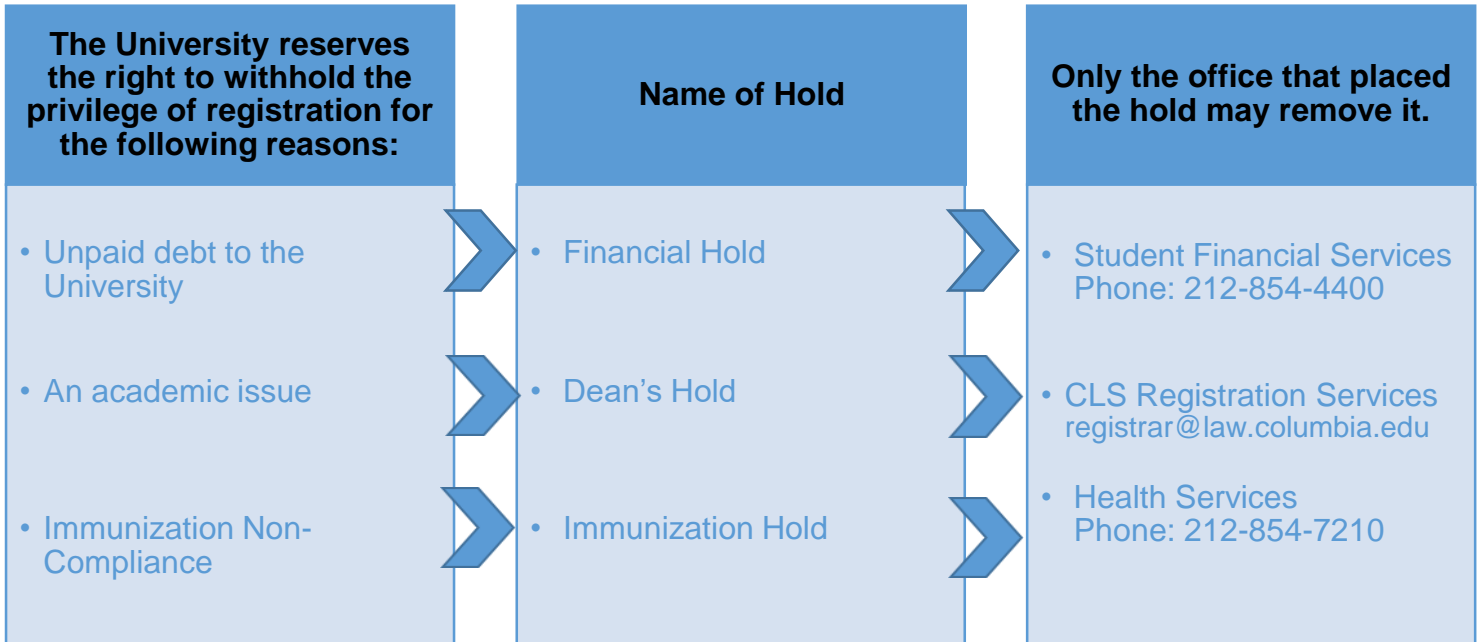 The University reserves
the right to withhold the
privilege of registration for
the following reasons:
• Unpaid debt to the
University
• An academic issue
• Immunization Non-
Compliance
Name of Hold
• Financial Hold
• Dean’s Hold
• Immunization Hold
Only the office that placed
the hold may remove it.
• Student Financial Services
Phone: 212-854-4400
• CLS Registration Services
registrar@law.columbia.edu
• Health Services
Phone: 212-854-7210